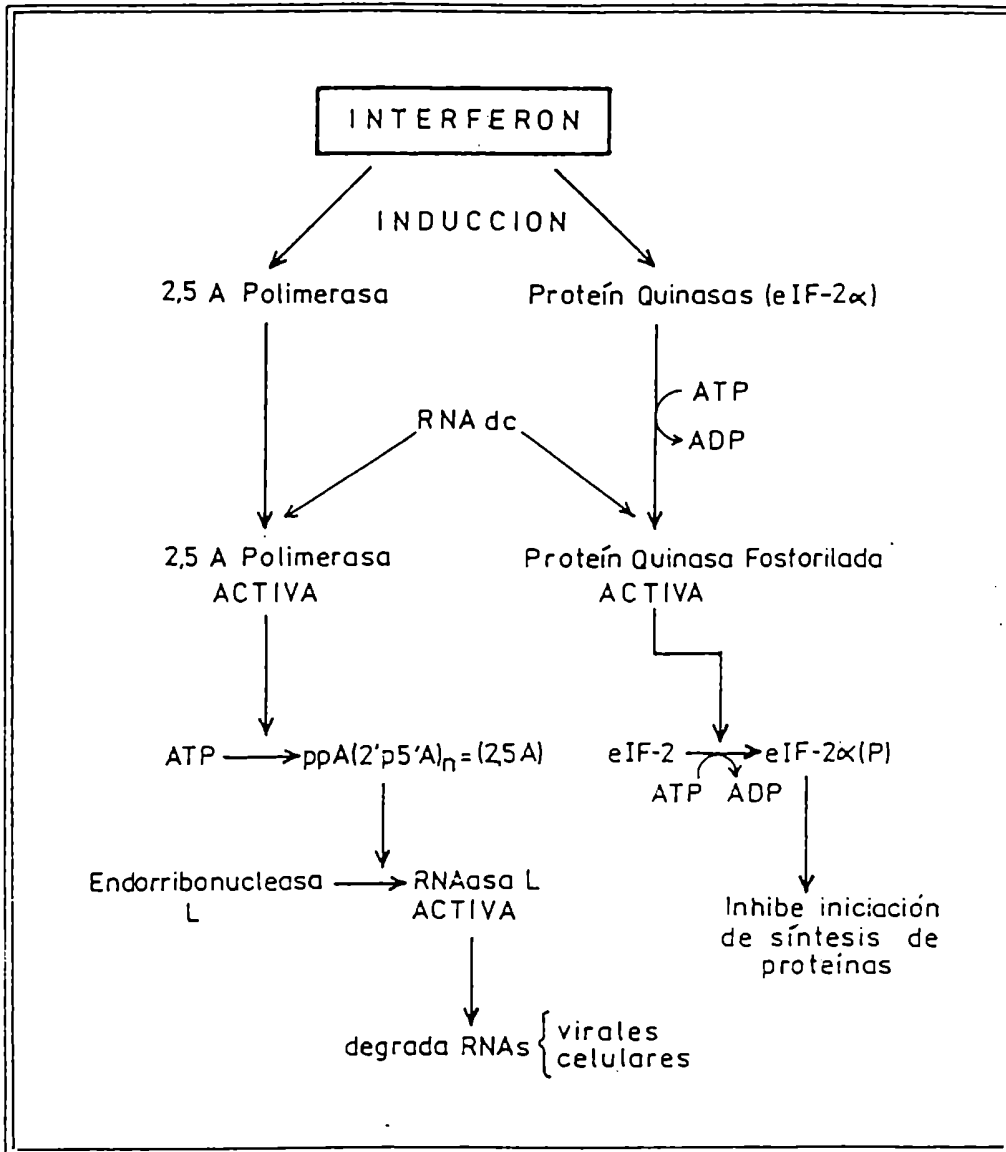 INTERFERON
INDUCCION
2,5 A Polimerasa
Proteín Quinasas (eIF-2α)
ATP
ADP
RNA dc
2,5 A Polimerasa
ACTIVA
Proteín Quinasa Fostorilada
ACTIVA
ATP
ppA(2'p5'A)n = (2,5 A)
eIF-2
eIF-2α(P)
ATP
ADP
Endorribonucleasa
L
RNAasa L
ACTIVA
Inhibe iniciación
de síntesis de
proteínas
degrada RNAs { virales
celulares